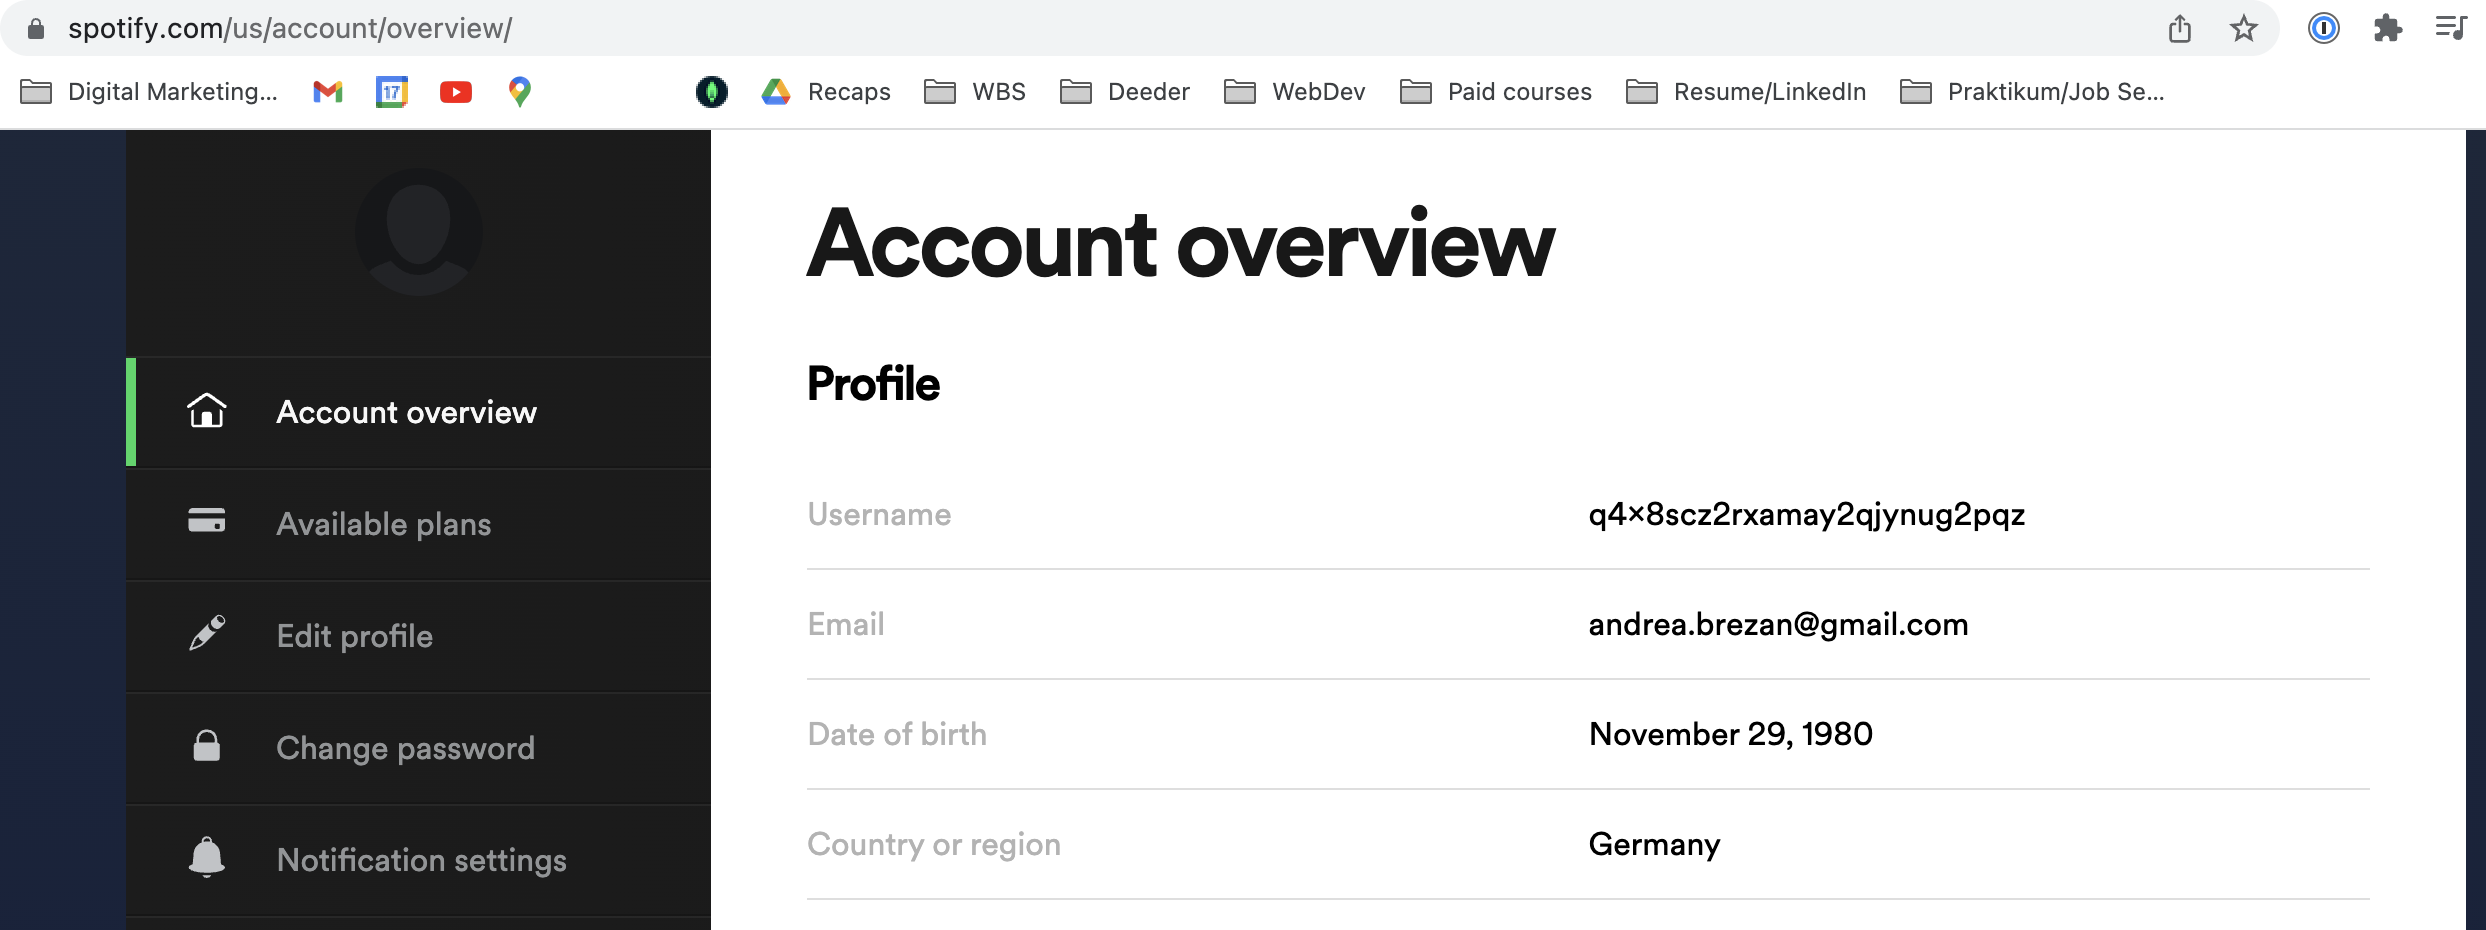 spotify.com/us/account/overview/
Digital Marketing...
17
Recaps
WBS
Deeder
WebDev
Paid courses
Resume/LinkedIn
Praktikum/Job Se...
Account overview
Available plans
Edit profile
Change password
Notification settings
Account overview
Profile
Username q4x8scz2rxamay2qjynug2pqz
Email andrea.brezan@gmail.com
Date of birth November 29, 1980
Country or region Germany